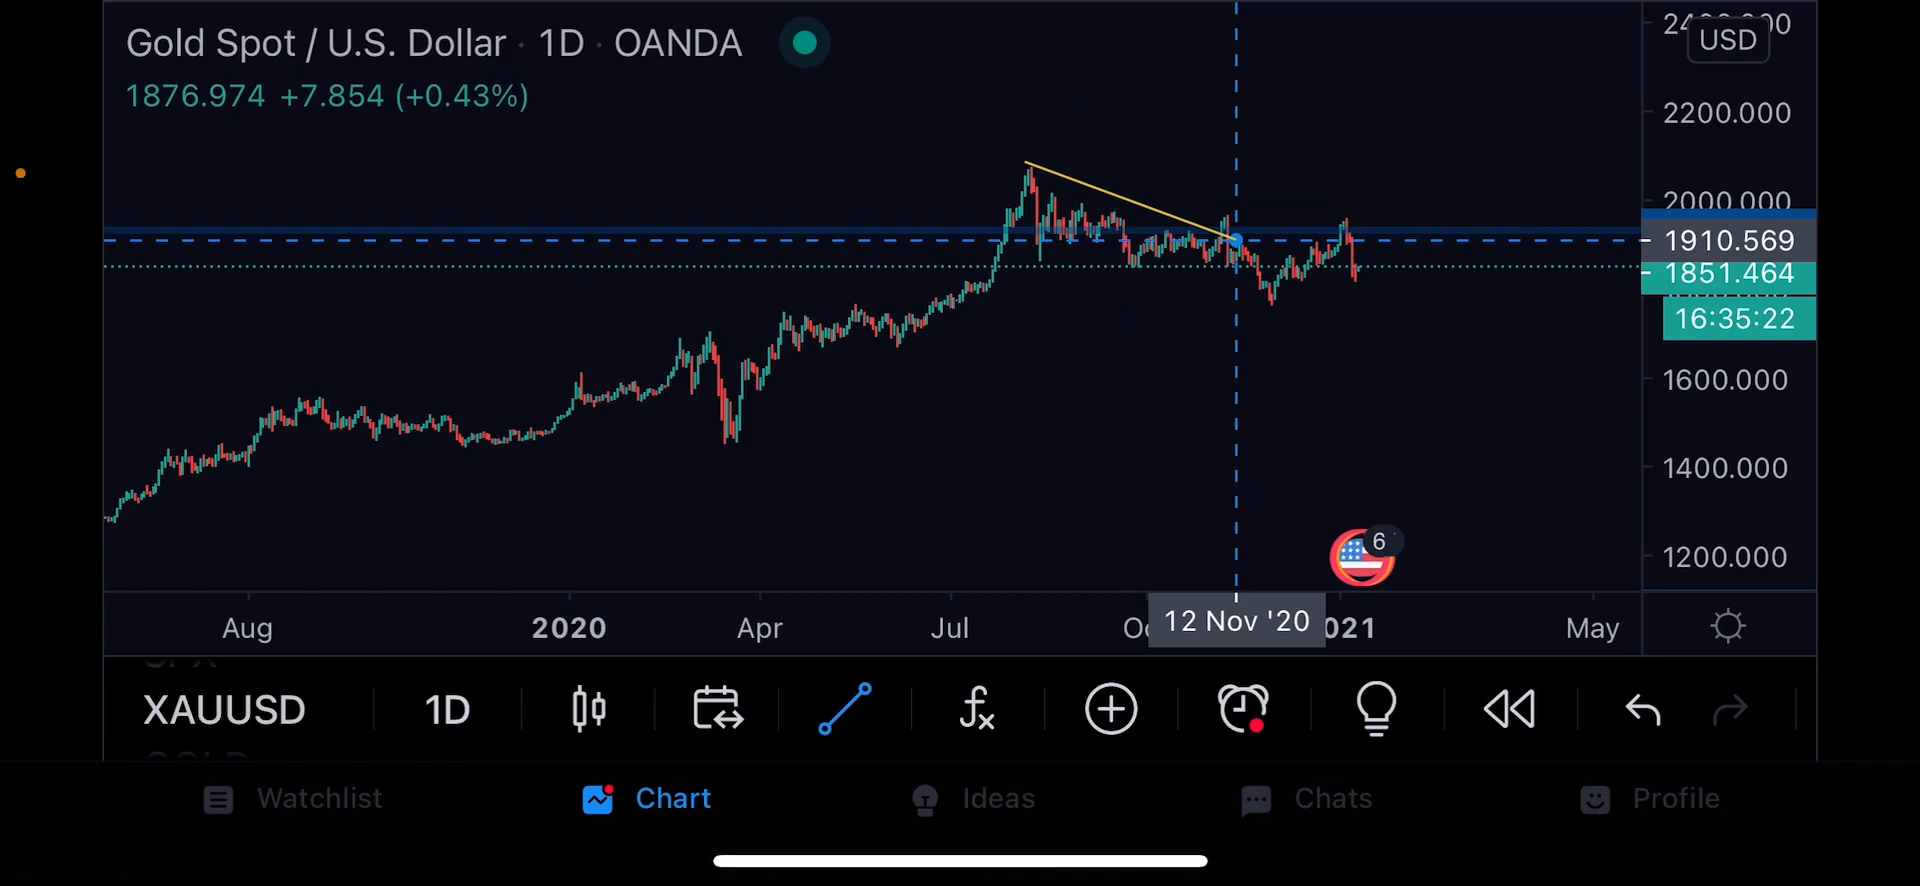 Gold Spot / U.S. Dollar · 1D · OANDA
1876.974 +7.854 (+0.43%)
USD
2200.000
2000.000
1910.569
1851.464
16:35:22
1600.000
1400.000
1200.000
6
Aug 2020 Apr Jul 12 Nov '20 May
XAUUSD 1D
Watchlist Chart Ideas Chats Profile